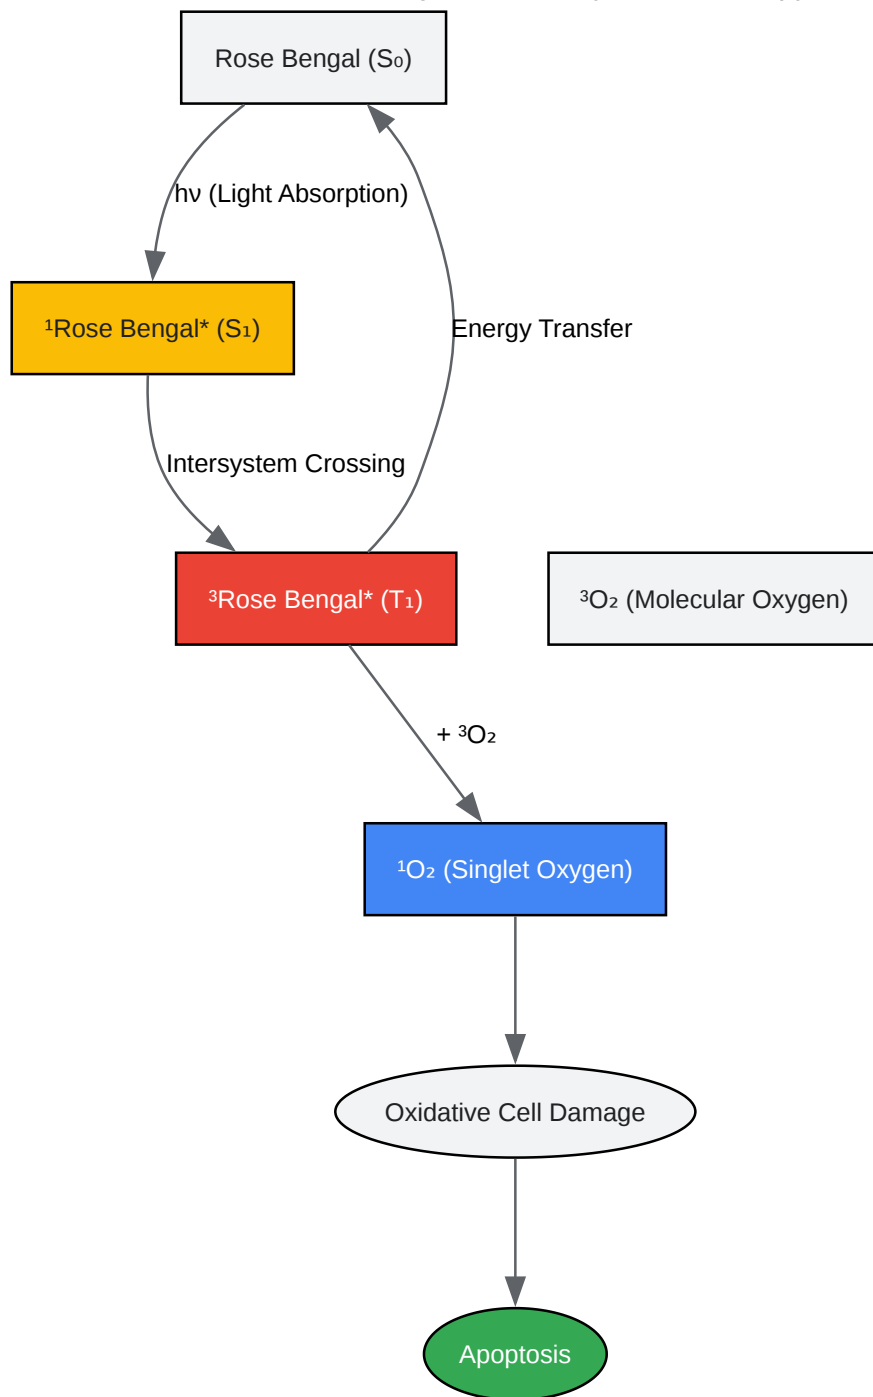 Rose Bengal (S₀)
hν (Light Absorption)
¹Rose Bengal* (S₁)
Energy Transfer
Intersystem Crossing
³Rose Bengal* (T₁)
³O₂ (Molecular Oxygen)
+ ³O₂
¹O₂ (Singlet Oxygen)
Oxidative Cell Damage
Apoptosis